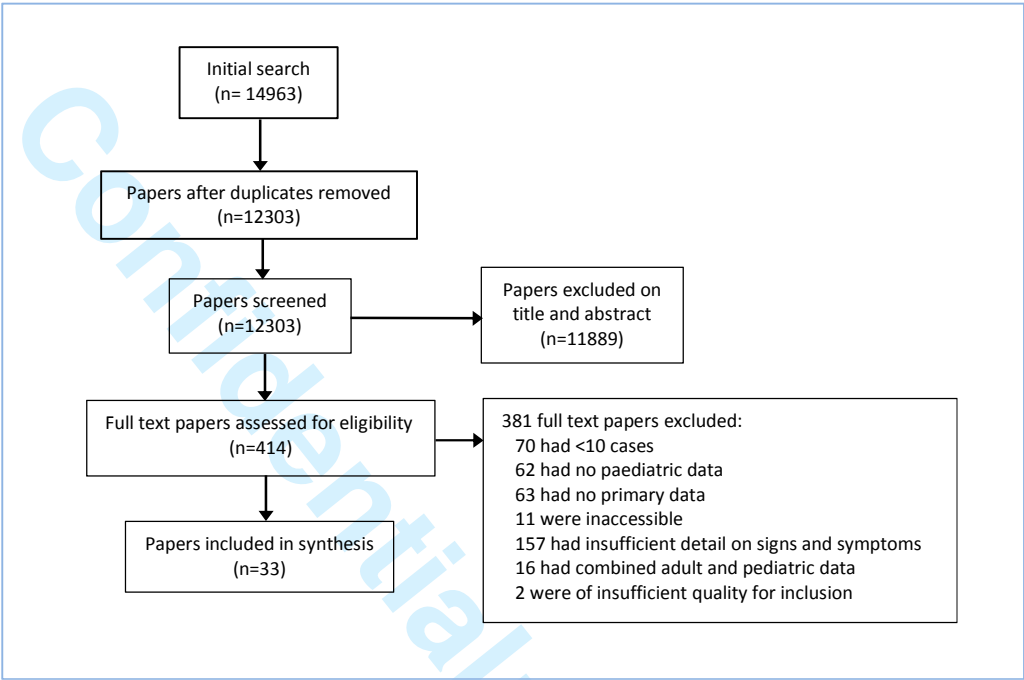 Initial search
(n= 14963)
Papers after duplicates removed
(n=12303)
Papers screened
(n=12303)
Papers excluded on
title and abstract
(n=11889)
Full text papers assessed for eligibility
(n=414)
381 full text papers excluded:
70 had <10 cases
62 had no paediatric data
63 had no primary data
11 were inaccessible
157 had insufficient detail on signs and symptoms
16 had combined adult and pediatric data
2 were of insufficient quality for inclusion
Papers included in synthesis
(n=33)
Confidential